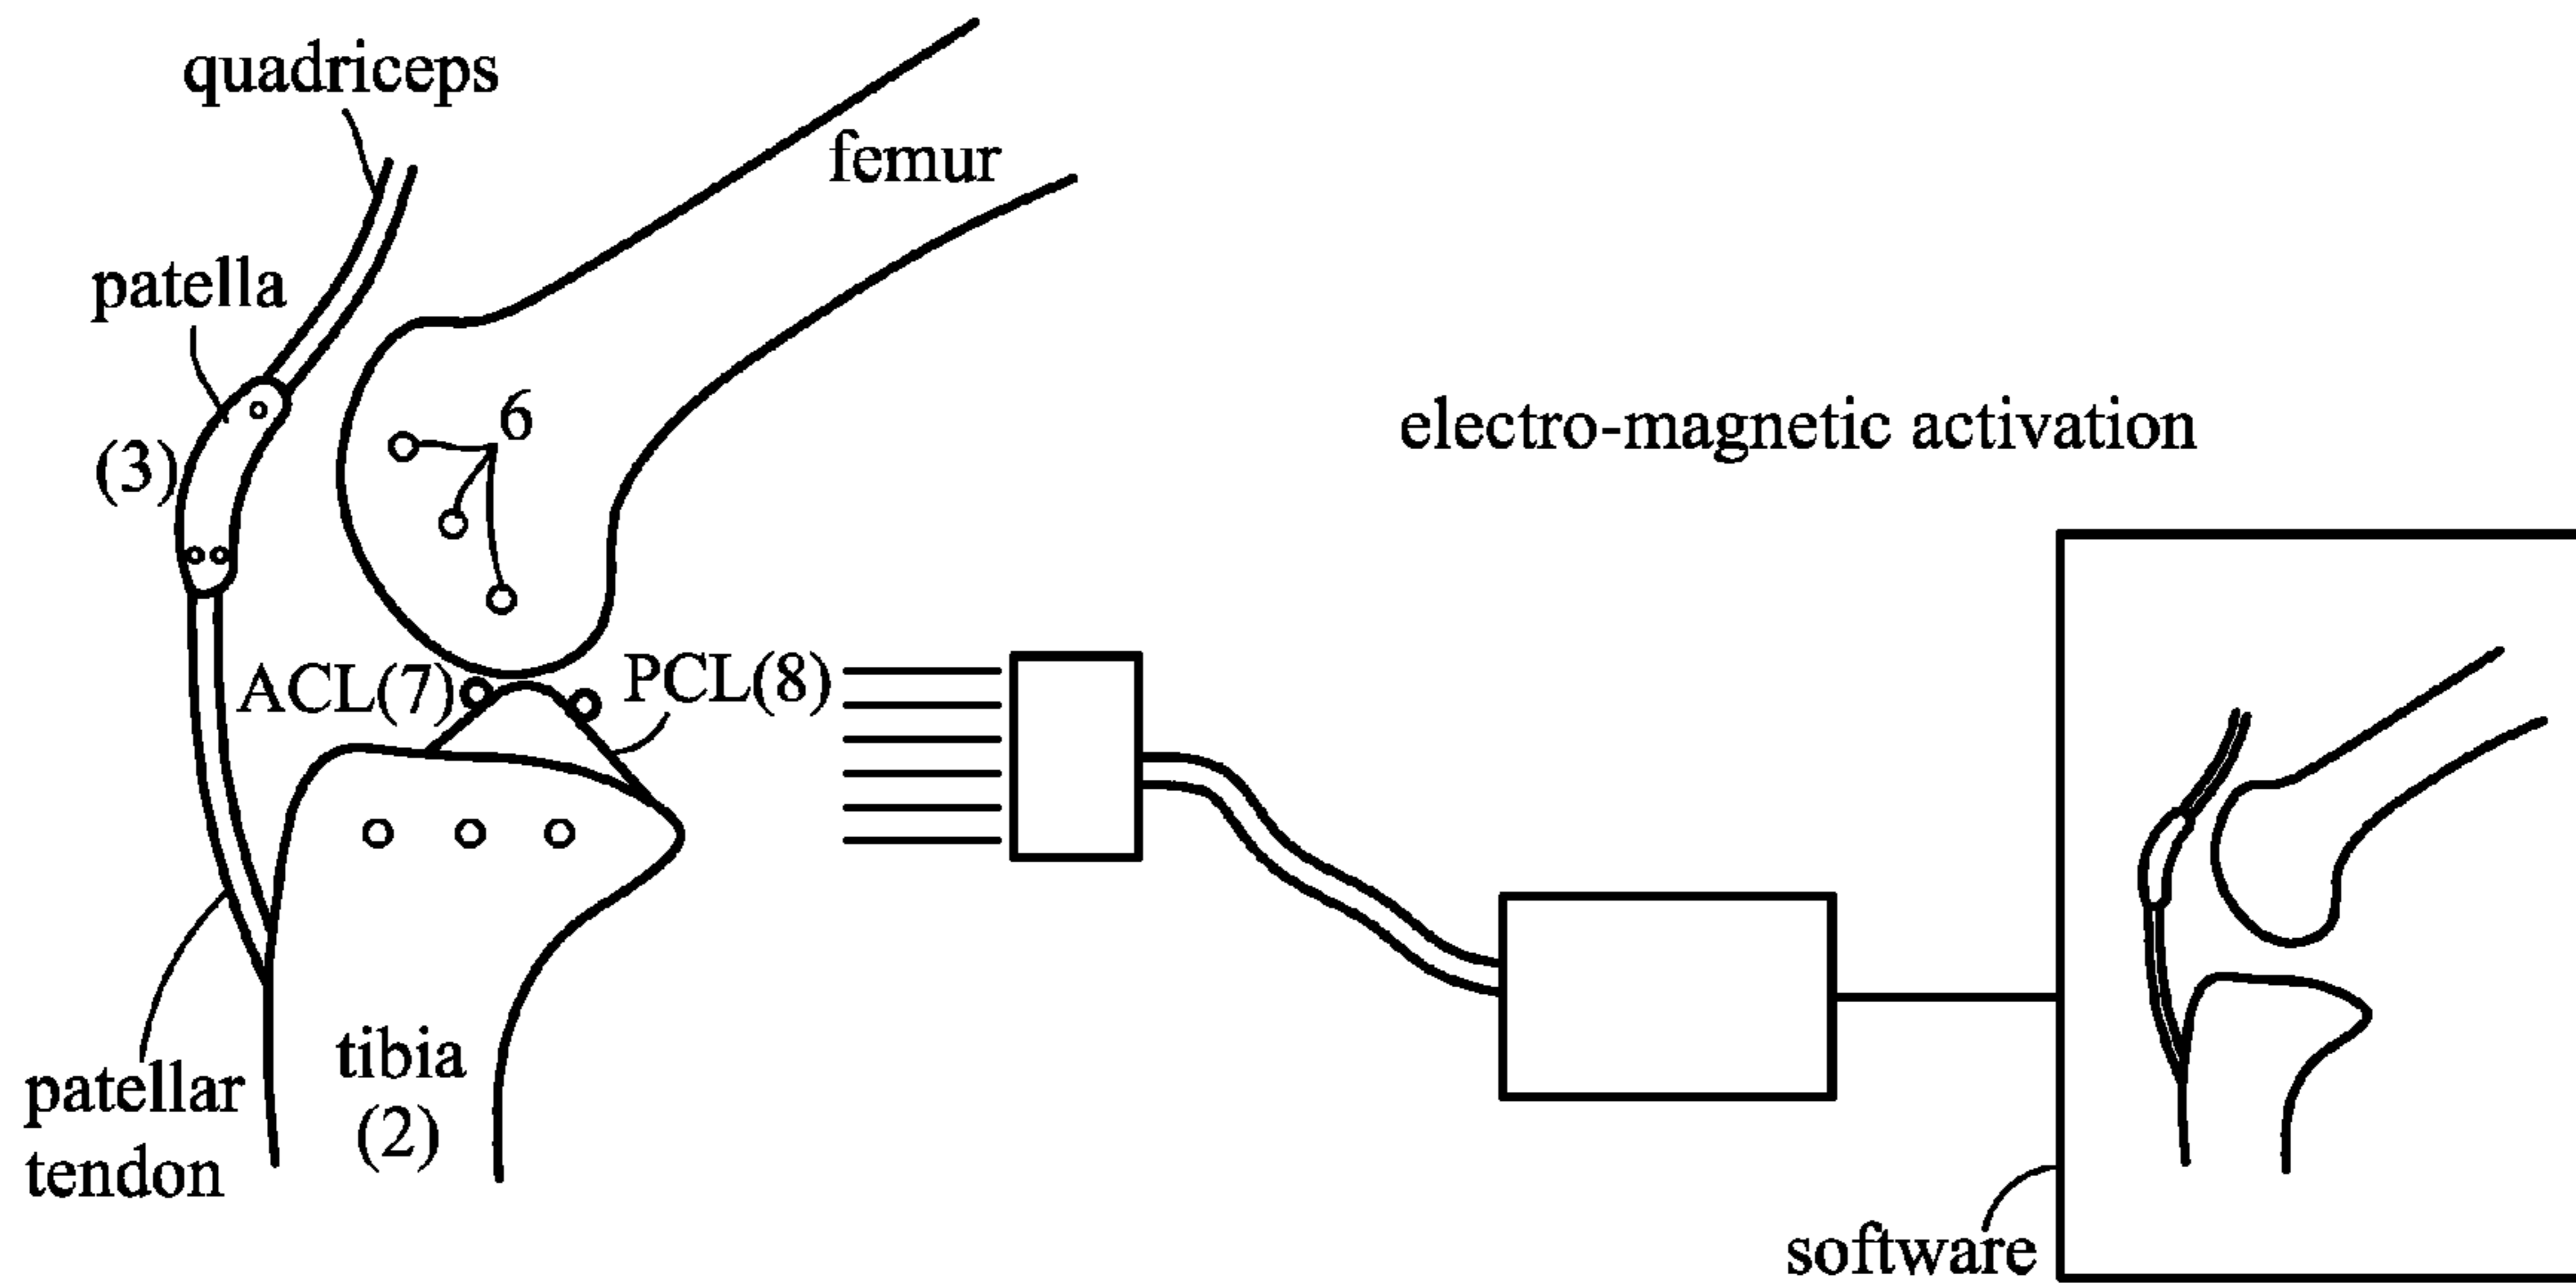 quadriceps
femur
patella
6
(3)
electro-magnetic activation
ACL(7)
PCL(8)
tibia
(2)
patellar
tendon
software